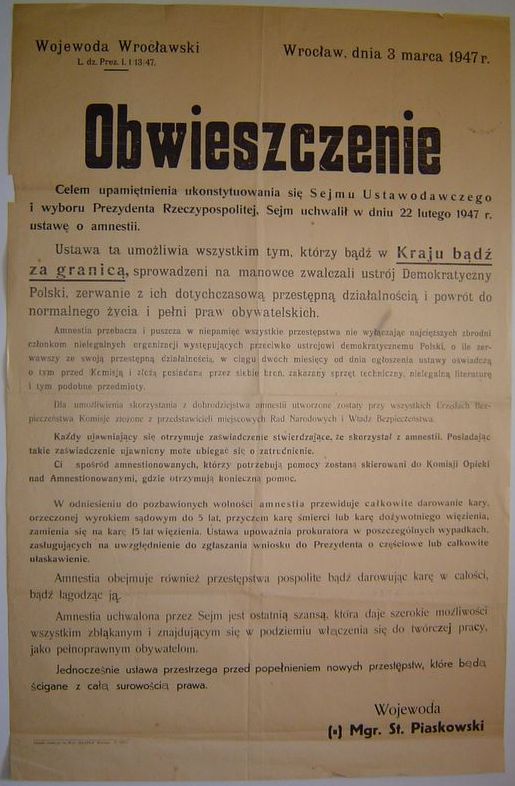 Wojewoda Wrocławski
L. dz. Prez. I. 1 13/47.
Wrocław, dnia 3 marca 1947 r.
Obwieszczenie
Celem upamiętnienia ukonstytuowania się Sejmu Ustawodawczego
i wyboru Prezydenta Rzeczypospolitej, Sejm uchwalił w dniu 22 lutego 1947 r.
ustawę o amnestii.
Ustawa ta umożliwia wszystkim tym, którzy bądź w Kraju bądź
za granicą, sprowadzeni na manowce zwalczali ustrój Demokratyczny
Polski, zerwanie z ich dotychczasową przestępną działalnością i powrót do
normalnego życia i pełni praw obywatelskich.
Amnestia przebacza i puszcza w niepamięć wszystkie przestępstwa nie wyłączając najcięższych zbrodni
członkom nielegalnych organizacji występujących przeciwko ustrojowi demokratycznemu Polski, o ile zer-
wawszy ze swoją przestępną działalnością, w ciągu dwóch miesięcy od dnia ogłoszenia ustawy oświadczą
o tym przed Komisją i złożą posiadaną przez siebie broń, zakazany sprzęt techniczny, nielegalną literaturę
i tym podobne przedmioty.
Dla umożliwienia skorzystania z dobrodziejstwa amnestii utworzone zostały przy wszystkich Urzędach Bez-
pieczeństwa Komisje złożone z przedstawicieli miejscowych Rad Narodowych i Władz Bezpieczeństwa.
Każdy ujawniający się otrzymuje zaświadczenie stwierdzające, że skorzystał z amnestii. Posiadając
takie zaświadczenie ujawniony może ubiegać się o zatrudnienie.
Ci spośród amnestionowanych, którzy potrzebują pomocy zostaną skierowani do Komisji Opieki
nad Amnestionowanymi, gdzie otrzymują konieczną pomoc.
W odniesieniu do pozbawionych wolności amnestia przewiduje całkowite darowanie kary,
orzeczonej wyrokiem sądowym do 5 lat, przyczem karę śmierci lub karę dożywotniego więzienia,
zamienia się na karę 15 lat więzienia. Ustawa upoważnia prokuratora w poszczególnych wypadkach,
zasługujących na uwzględnienie do zgłaszania wniosku do Prezydenta o częściowe lub całkowite
ułaskawienie.
Amnestia obejmuje również przestępstwa pospolite bądź darowując karę w całości,
bądź łagodząc ją.
Amnestia uchwalona przez Sejm jest ostatnią szansą, która daje szerokie możliwości
wszystkim zbłąkanym i znajdującym się w podziemiu włączenia się do twórczej pracy,
jako pełnoprawnym obywatelom.
Jednocześnie ustawa przestrzega przed popełnieniem nowych przestępstw, które będą
ścigane z całą surowością prawa.
Wojewoda
(-) Mgr. St. Piaskowski